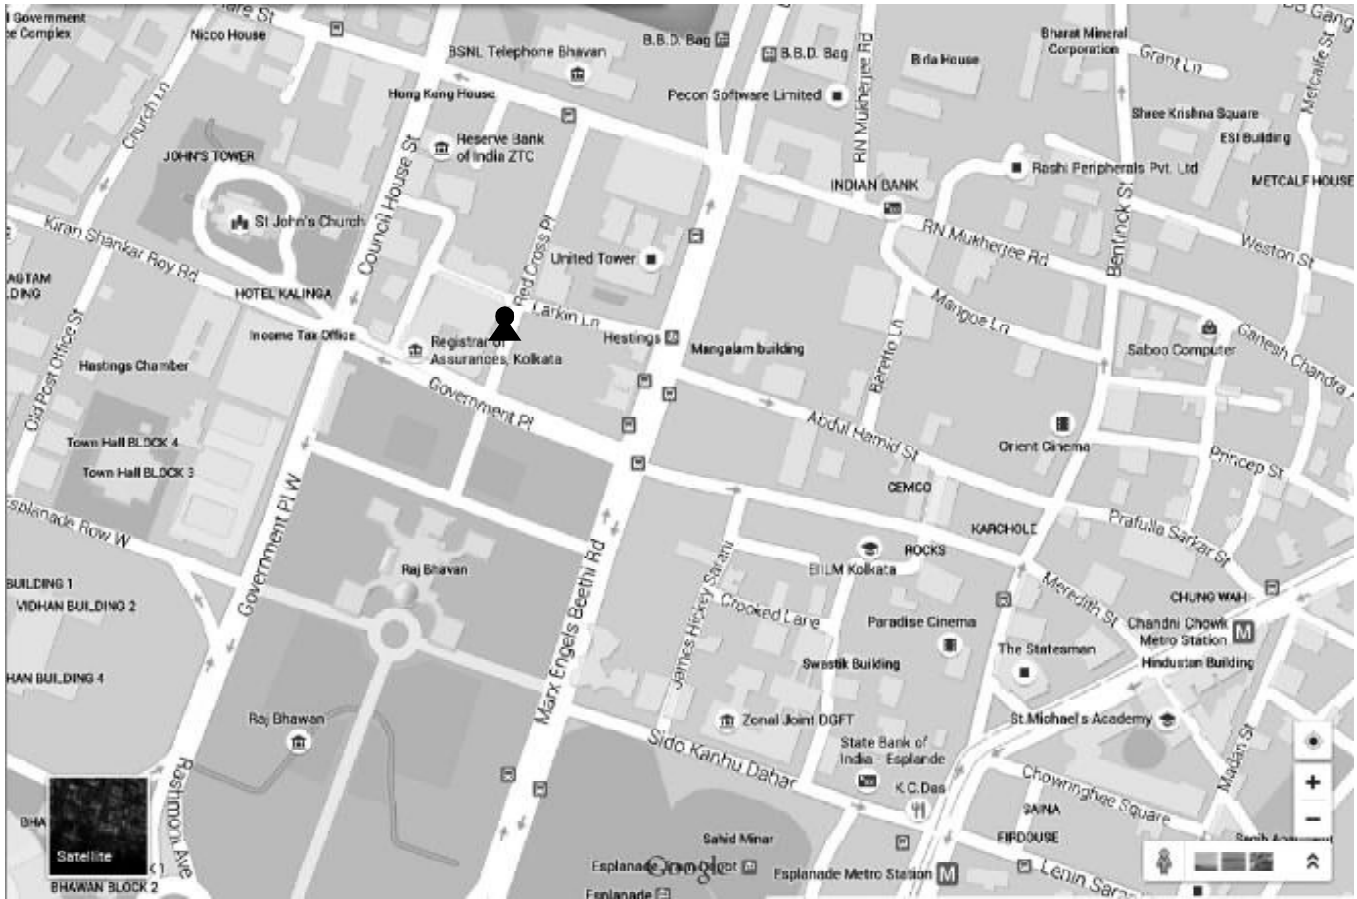 BSNL Telephone Bhavan
B.B.D. Bag
B.B.D. Bag
RN Mukherjee Rd
Birla House
Bharat Mineral
Corporation
Grant Ln
Metcalfe St
Nicco House
Church Ln
Hong Kong House
Pecon Software Limited
Shree Krishna Square
ESI Building
Reserve Bank
of India ZTC
JOHN'S TOWER
Council House St
INDIAN BANK
Rashi Peripherals Pvt. Ltd
METCALF HOUSE
St John's Church
Kiran Shankar Roy Rd
Red Cross Pl
United Tower
RN Mukherjee Rd
Bentinck St
Weston St
HOTEL KALINGA
Larkin Ln
Mangoe Ln
Income Tax Office
Registrar of
Assurances, Kolkata
Hestings
Mangalam building
Baretto Ln
Saboo Computer
Ganesh Chandra A
Old Post Office St
Hastings Chamber
Government Pl
Abdul Hamid St
Orient Cinema
Princep St
Town Hall BLOCK 4
Town Hall BLOCK 3
CEMCO
Esplanade Row W
Government Pl W
KARCHOLE
Prafulla Sarkar St
Raj Bhavan
Marx Engels Beethi Rd
James Hickey Sarani
EIILM Kolkata
ROCKS
Meredith St
BUILDING 1
VIDHAN BUILDING 2
Crooked Lane
Paradise Cinema
CHUNG WAH
Chandni Chowk
Metro Station
M
The Statesman
Hindustan Building
HAN BUILDING 4
Swastik Building
Raj Bhawan
Zonal Joint DGFT
St.Michael's Academy
Sido Kanhu Dahar
State Bank of
India - Esplande
K.C.Das
Chowringhee Square
Madan St
Rashmoni Ave
SAINA
FIRDOUSE
Satellite
Sahid Minar
Esplanade Tram Depot
Google
Esplanade Metro Station
M
Lenin Saran
Esplanade
BHAWAN BLOCK 2
+
−